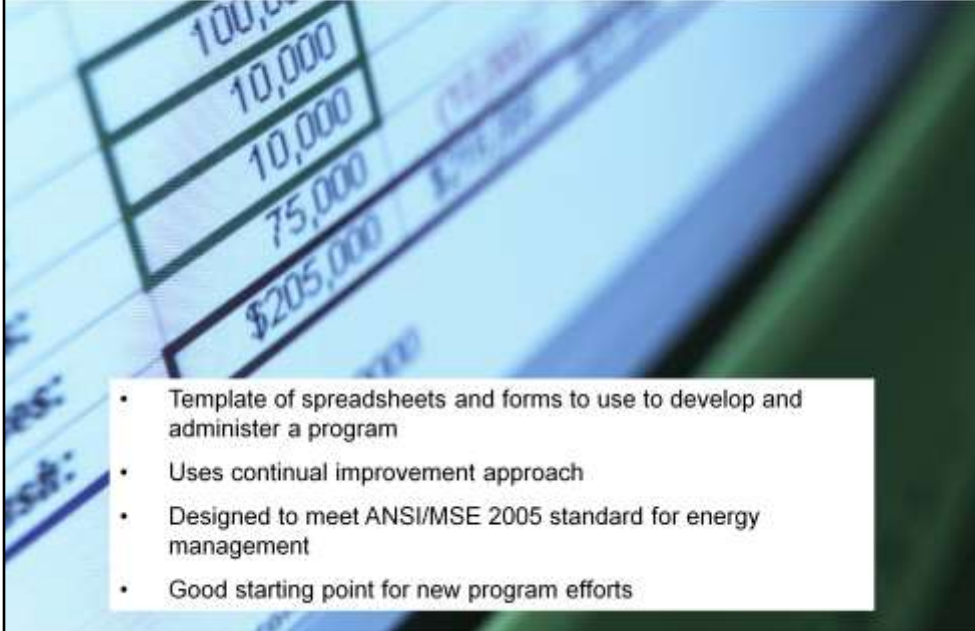 100,0
10,000
10,000
75,000
$205,000
• Template of spreadsheets and forms to use to develop and
administer a program
• Uses continual improvement approach
• Designed to meet ANSI/MSE 2005 standard for energy
management
• Good starting point for new program efforts